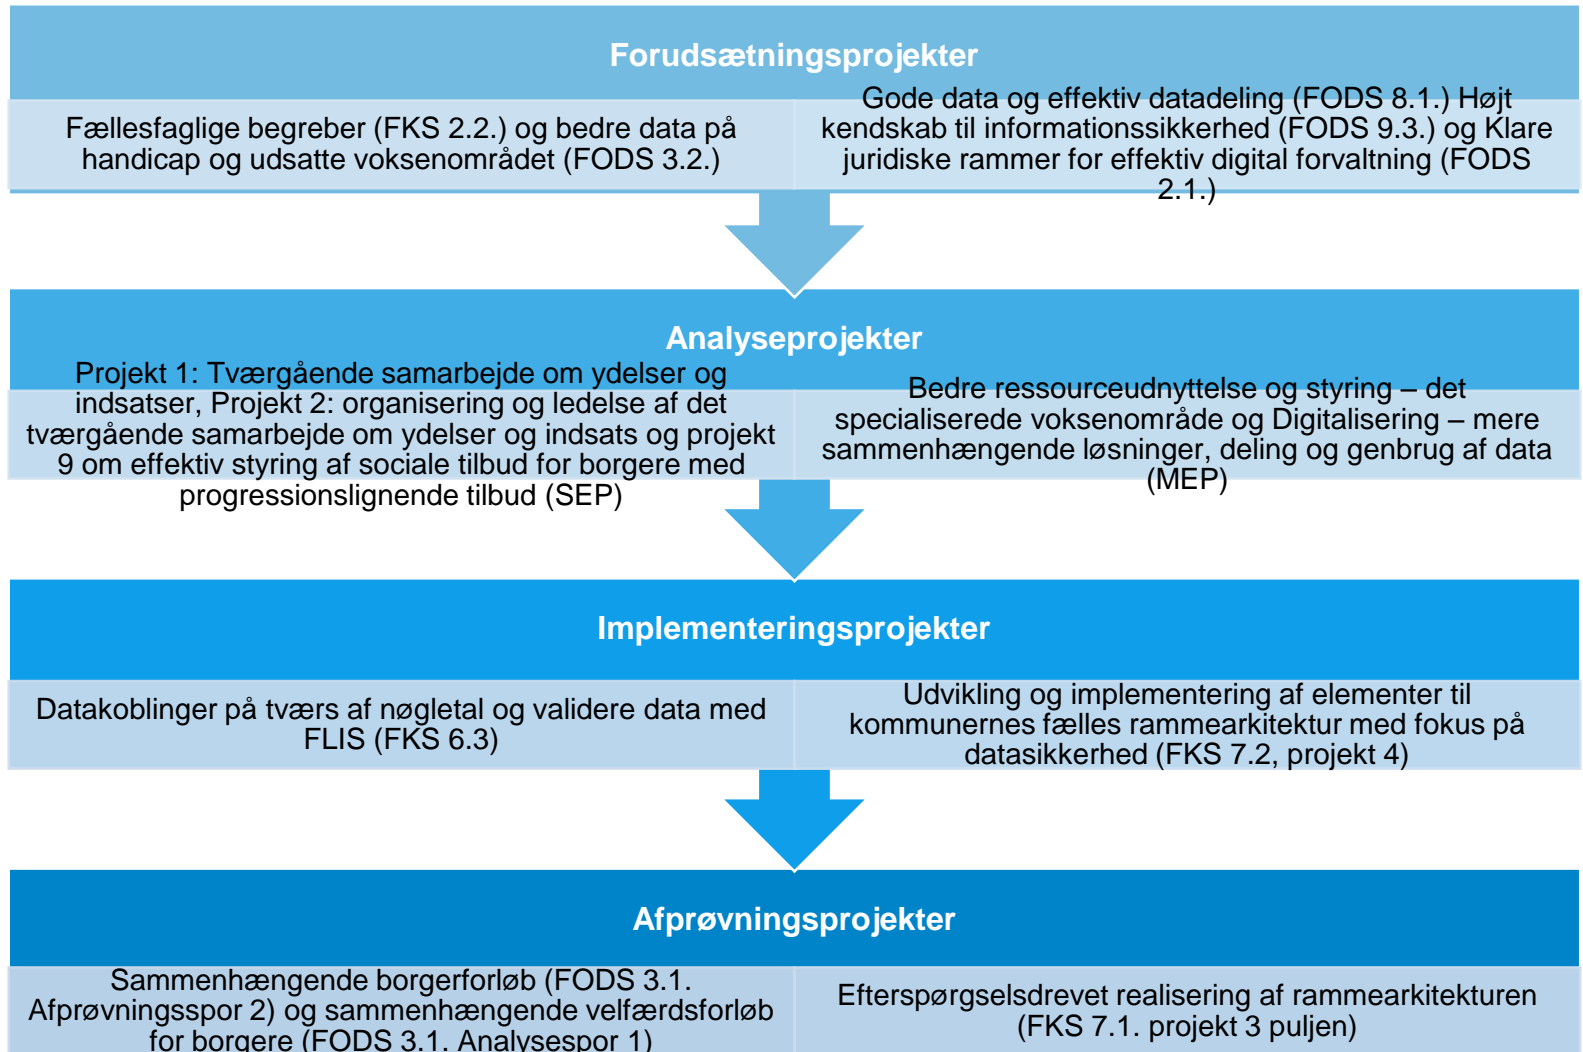 Forudsætningsprojekter
Fællesfaglige begreber (FKS 2.2.) og bedre data på
handicap og udsatte voksenområdet (FODS 3.2.)
Gode data og effektiv datadeling (FODS 8.1.) Højt
kendskab til informationssikkerhed (FODS 9.3.) og Klare
juridiske rammer for effektiv digital forvaltning (FODS
2.1.)
Analyseprojekter
Projekt 1: Tværgående samarbejde om ydelser og
indsatser, Projekt 2: organisering og ledelse af det
tværgående samarbejde om ydelser og indsats og projekt
9 om effektiv styring af sociale tilbud for borgere med
progressionslignende tilbud (SEP)
Bedre ressourceudnyttelse og styring – det
specialiserede voksenområde og Digitalisering – mere
sammenhængende løsninger, deling og genbrug af data
(MEP)
Implementeringsprojekter
Datakoblinger på tværs af nøgletal og validere data med
FLIS (FKS 6.3)
Udvikling og implementering af elementer til
kommunernes fælles rammearkitektur med fokus på
datasikkerhed (FKS 7.2, projekt 4)
Afprøvningsprojekter
Sammenhængende borgerforløb (FODS 3.1.
Afprøvningsspor 2) og sammenhængende velfærdsforløb
for borgere (FODS 3.1. Analysespor 1)
Efterspørgselsdrevet realisering af rammearkitekturen
(FKS 7.1. projekt 3 puljen)